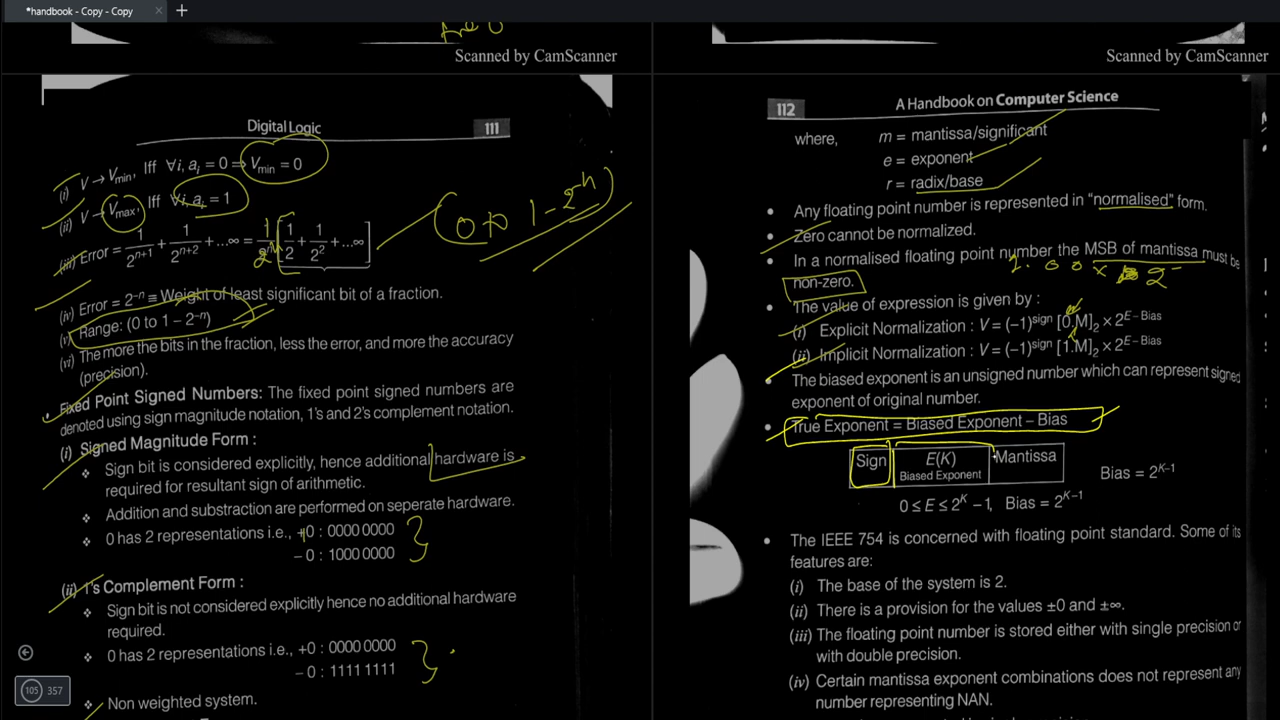 *handbook - Copy - Copy
Scanned by CamScanner
Digital Logic 111
(i) V → Vmin, Iff ∀i, ai = 0 ⇒ Vmin = 0
(ii) V → Vmax, Iff ∀i, ai = 1
(iii) Error = 1/2^(n+1) + 1/2^(n+2) + ...∞ = 1/2^n [1/2 + 1/2^2 + ...∞]
(0 to 1 - 2^-n)
(iv) Error = 2^-n ≡ Weight of least significant bit of a fraction.
(v) Range: (0 to 1 – 2^-n)
(vi) The more the bits in the fraction, less the error, and more the accuracy
(precision).
Fixed Point Signed Numbers: The fixed point signed numbers are
denoted using sign magnitude notation, 1's and 2's complement notation.
(i) Signed Magnitude Form :
❖ Sign bit is considered explicitly, hence additional hardware is
required for resultant sign of arithmetic.
❖ Addition and substraction are performed on seperate hardware.
❖ 0 has 2 representations i.e., +0 : 0000 0000
– 0 : 1000 0000
(ii) 1's Complement Form :
❖ Sign bit is not considered explicitly hence no additional hardware
required.
❖ 0 has 2 representations i.e., +0 : 0000 0000
– 0 : 1111 1111
Non weighted system.
105 357
Scanned by CamScanner
112 A Handbook on Computer Science
where, m = mantissa/significant
e = exponent
r = radix/base
• Any floating point number is represented in "normalised" form.
• Zero cannot be normalized.
• In a normalised floating point number the MSB of mantissa must be
non-zero.
• The value of expression is given by :
(i) Explicit Normalization : V = (–1)^sign [0.M]2 × 2^(E – Bias)
(ii) Implicit Normalization : V = (–1)^sign [1.M]2 × 2^(E – Bias)
• The biased exponent is an unsigned number which can represent signed
exponent of original number.
• True Exponent = Biased Exponent – Bias
Sign E(K) Mantissa
Biased Exponent
Bias = 2^(K-1)
0 ≤ E ≤ 2^K – 1, Bias = 2^(K-1)
• The IEEE 754 is concerned with floating point standard. Some of its
features are:
(i) The base of the system is 2.
(ii) There is a provision for the values ±0 and ±∞.
(iii) The floating point number is stored either with single precision or
with double precision.
(iv) Certain mantissa exponent combinations does not represent any
number representing NAN.